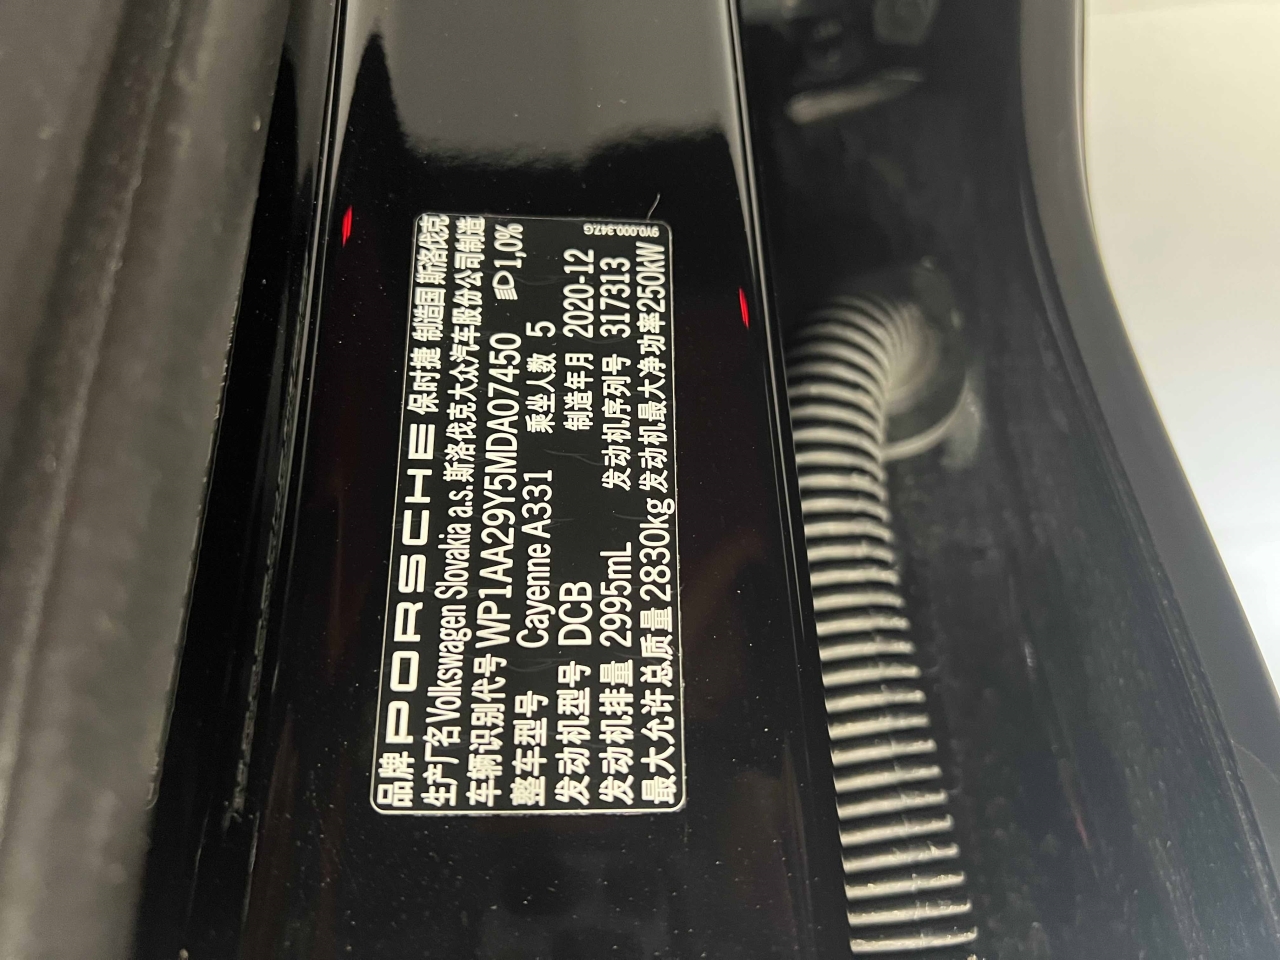 品牌 PORSCHE 保时捷 制造国 斯洛伐克
生产厂名 Volkswagen Slovakia a.s. 斯洛伐克大众汽车股份公司制造
车辆识别代号 WP1AA29Y5MDA07450 1,0%
整车型号 Cayenne A331 乘坐人数 5
发动机型号 DCB 制造年月 2020-12
发动机排量 2995mL 发动机序列号 317313
最大允许总质量 2830kg 发动机最大净功率250kW
9Y0.000.347.G